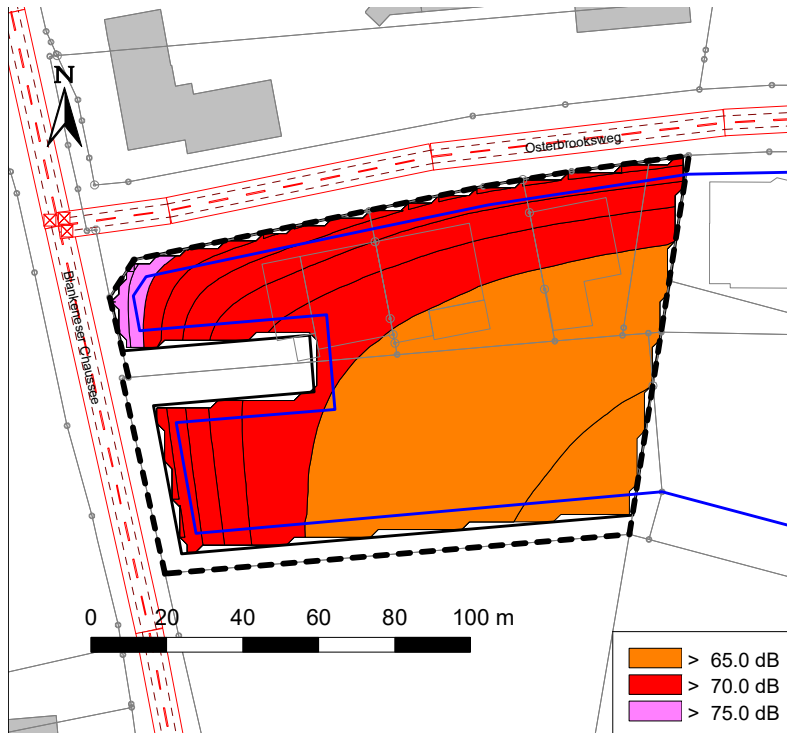 N
Osterbrooksweg
Blankeneser Chaussee
0 20 40 60 80 100 m
> 65.0 dB
> 70.0 dB
> 75.0 dB